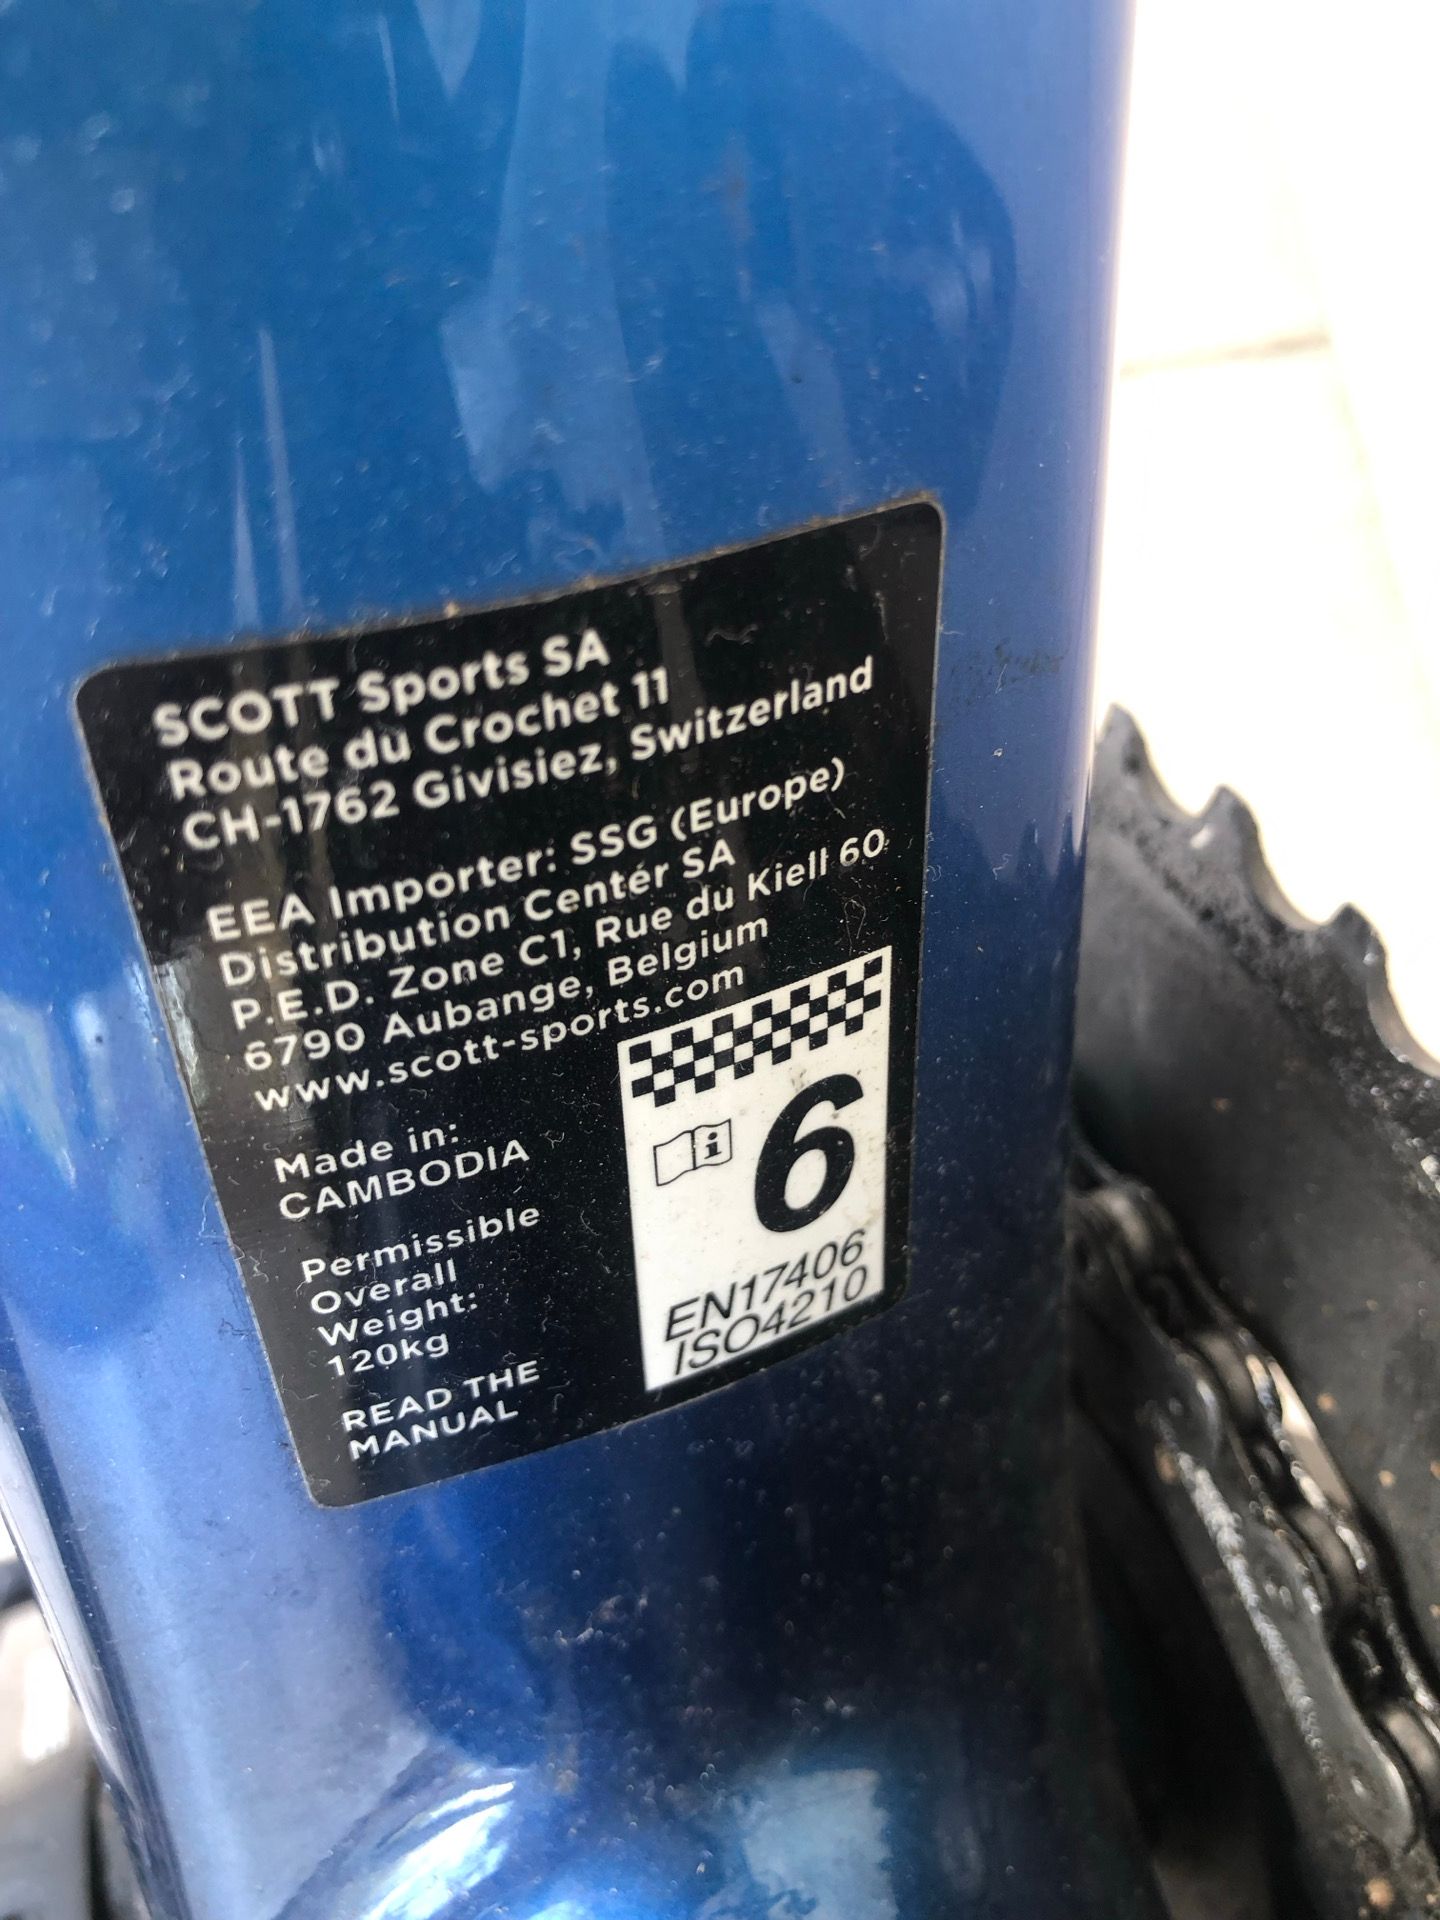 SCOTT Sports SA
Route du Crochet 11
CH-1762 Givisiez, Switzerland
EEA Importer: SSG (Europe)
Distribution Center SA
P.E.D. Zone C1, Rue du Kiell 60
6790 Aubange, Belgium
www.scott-sports.com
Made in:
CAMBODIA
Permissible
Overall
Weight:
120kg
READ THE
MANUAL
i
6
EN17406
ISO4210